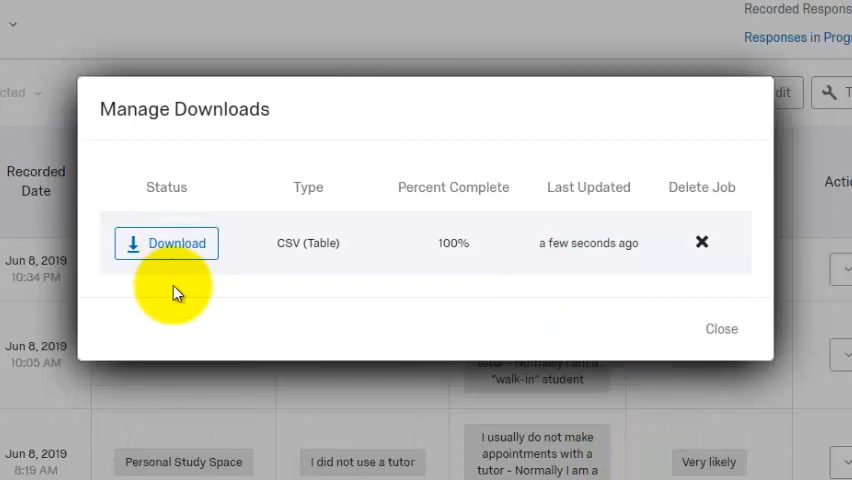 Recorded Respons
Responses in Prog
cted
dit
T
Manage Downloads
Status Type Percent Complete Last Updated Delete Job
Download CSV (Table) 100% a few seconds ago
Close
Recorded
Date
Actio
Jun 8, 2019
10:34 PM
Jun 8, 2019
10:05 AM
tutor - Normally I am a
"walk-in" student
Jun 8, 2019
8:19 AM
Personal Study Space
I did not use a tutor
I usually do not make
appointments with a
tutor - Normally I am a
Very likely